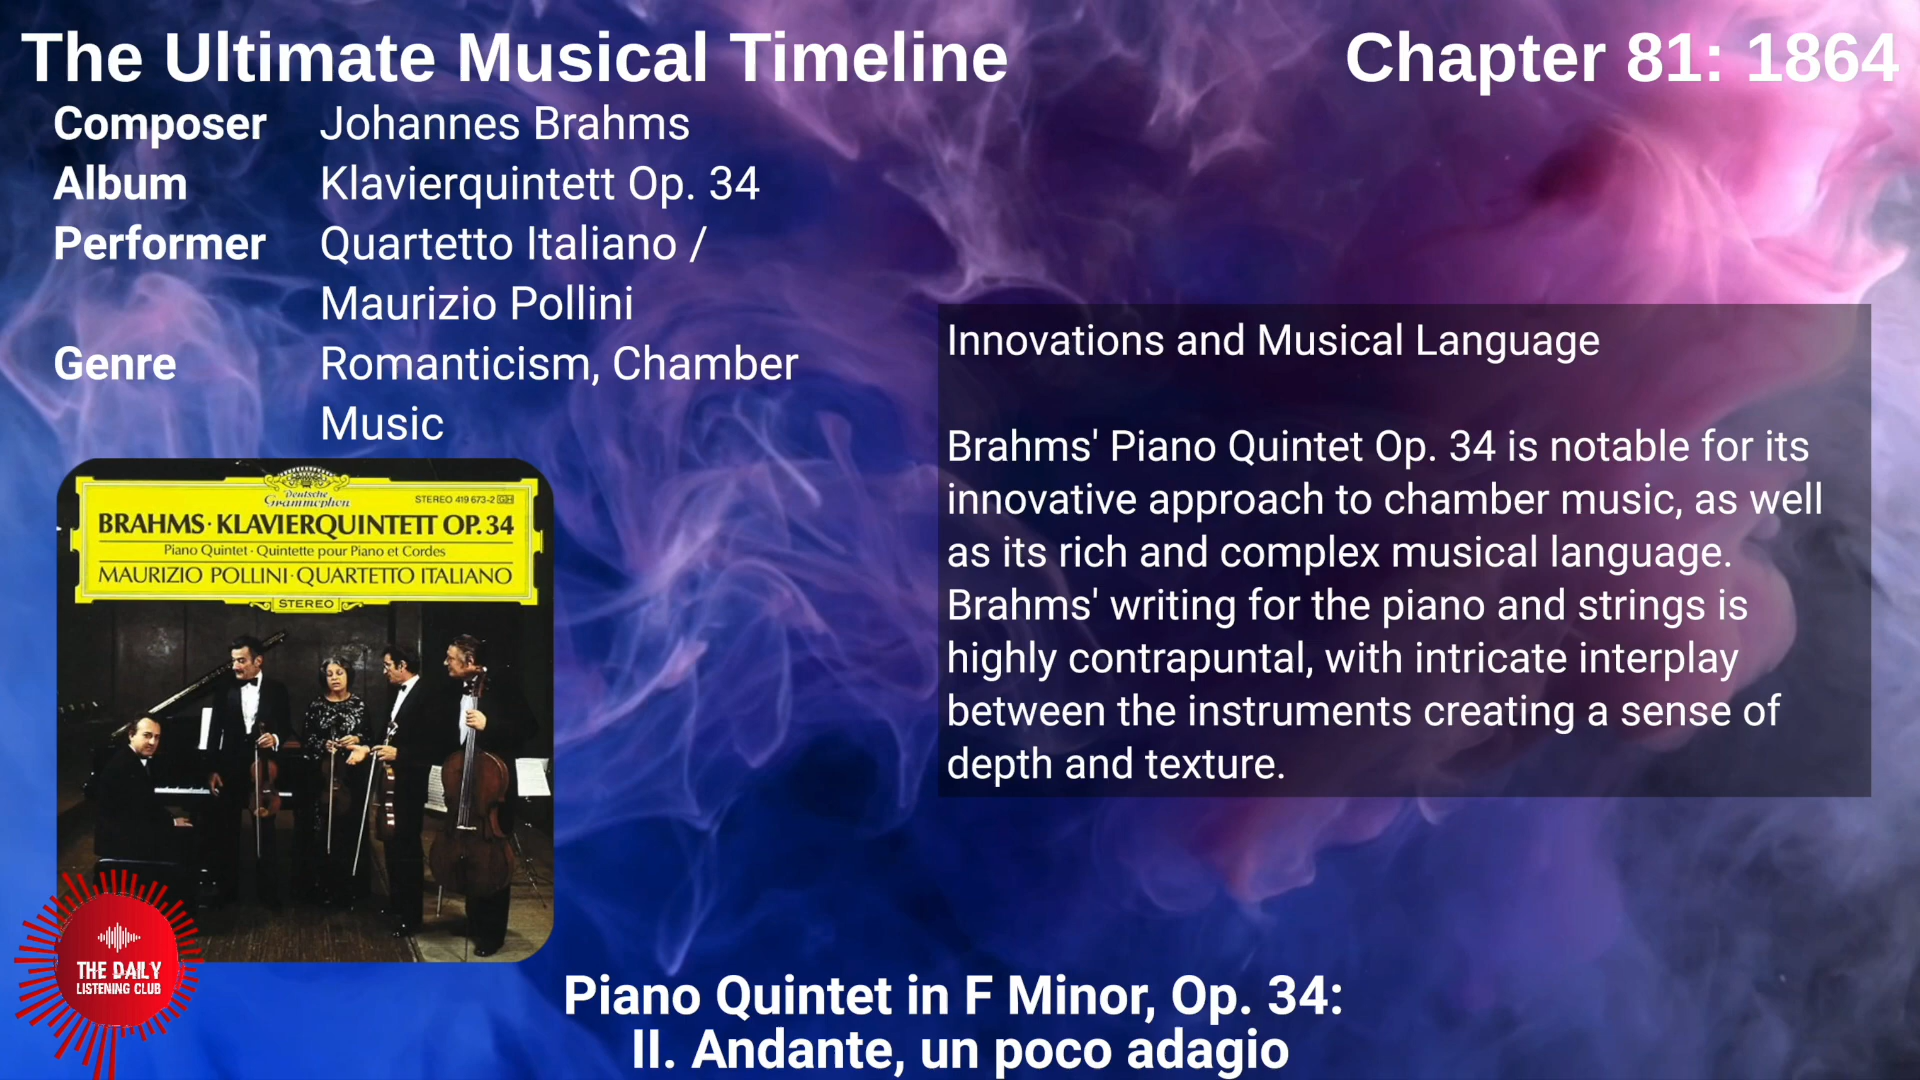 The Ultimate Musical Timeline
Chapter 81: 1864
Composer Johannes Brahms
Album Klavierquintett Op. 34
Performer Quartetto Italiano /
Maurizio Pollini
Genre Romanticism, Chamber
Music
Deutsche
Grammophon
STEREO 419 673-2 GH
BRAHMS · KLAVIERQUINTETT OP. 34
Piano Quintet · Quintette pour Piano et Cordes
MAURIZIO POLLINI · QUARTETTO ITALIANO
STEREO
Innovations and Musical Language
Brahms' Piano Quintet Op. 34 is notable for its
innovative approach to chamber music, as well
as its rich and complex musical language.
Brahms' writing for the piano and strings is
highly contrapuntal, with intricate interplay
between the instruments creating a sense of
depth and texture.
THE DAILY
LISTENING CLUB
Piano Quintet in F Minor, Op. 34:
II. Andante, un poco adagio